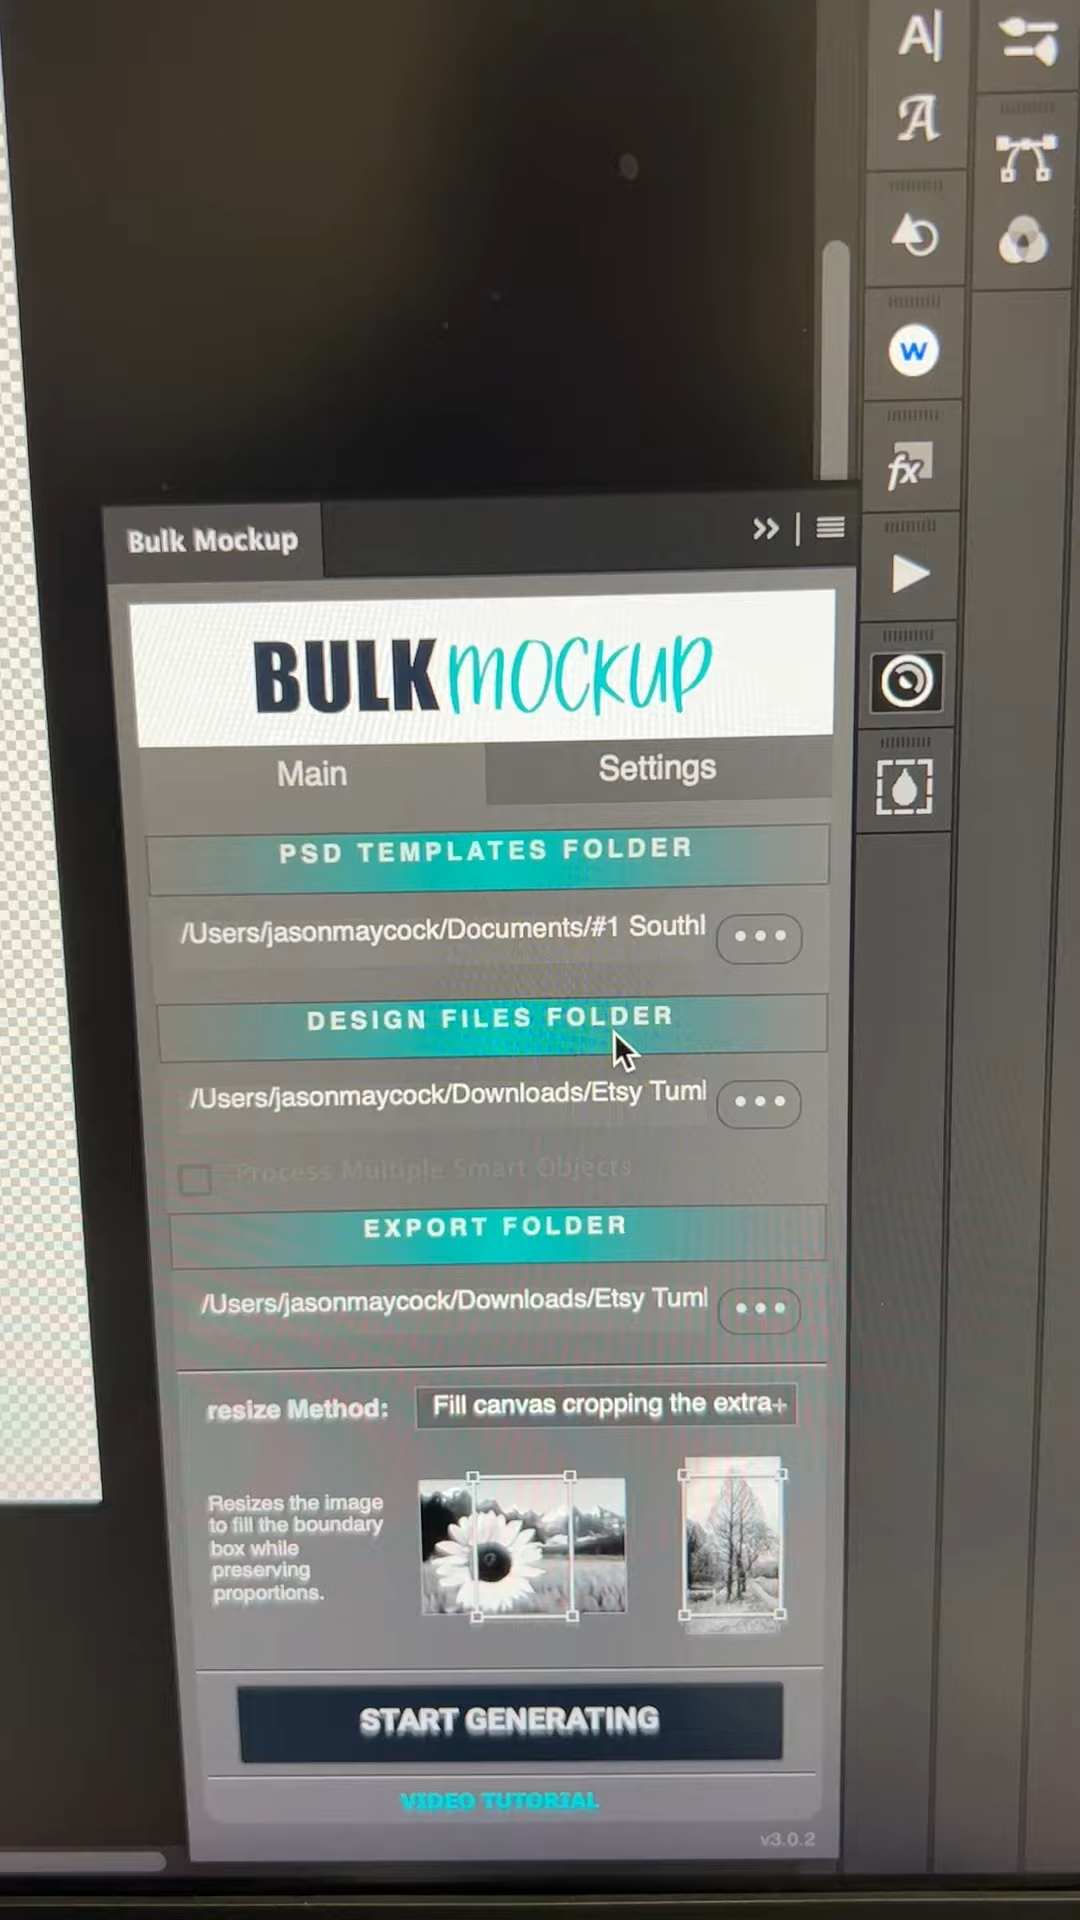 Bulk Mockup
BULK MOCKUP
Main
Settings
PSD TEMPLATES FOLDER
/Users/jasonmaycock/Documents/#1 Southl
DESIGN FILES FOLDER
/Users/jasonmaycock/Downloads/Etsy Tuml
Process Multiple Smart Objects
EXPORT FOLDER
/Users/jasonmaycock/Downloads/Etsy Tuml
resize Method:
Fill canvas cropping the extra+
Resizes the image
to fill the boundary
box while
preserving
proportions.
START GENERATING
VIDEO TUTORIAL
v3.0.2
A
A
W
fx